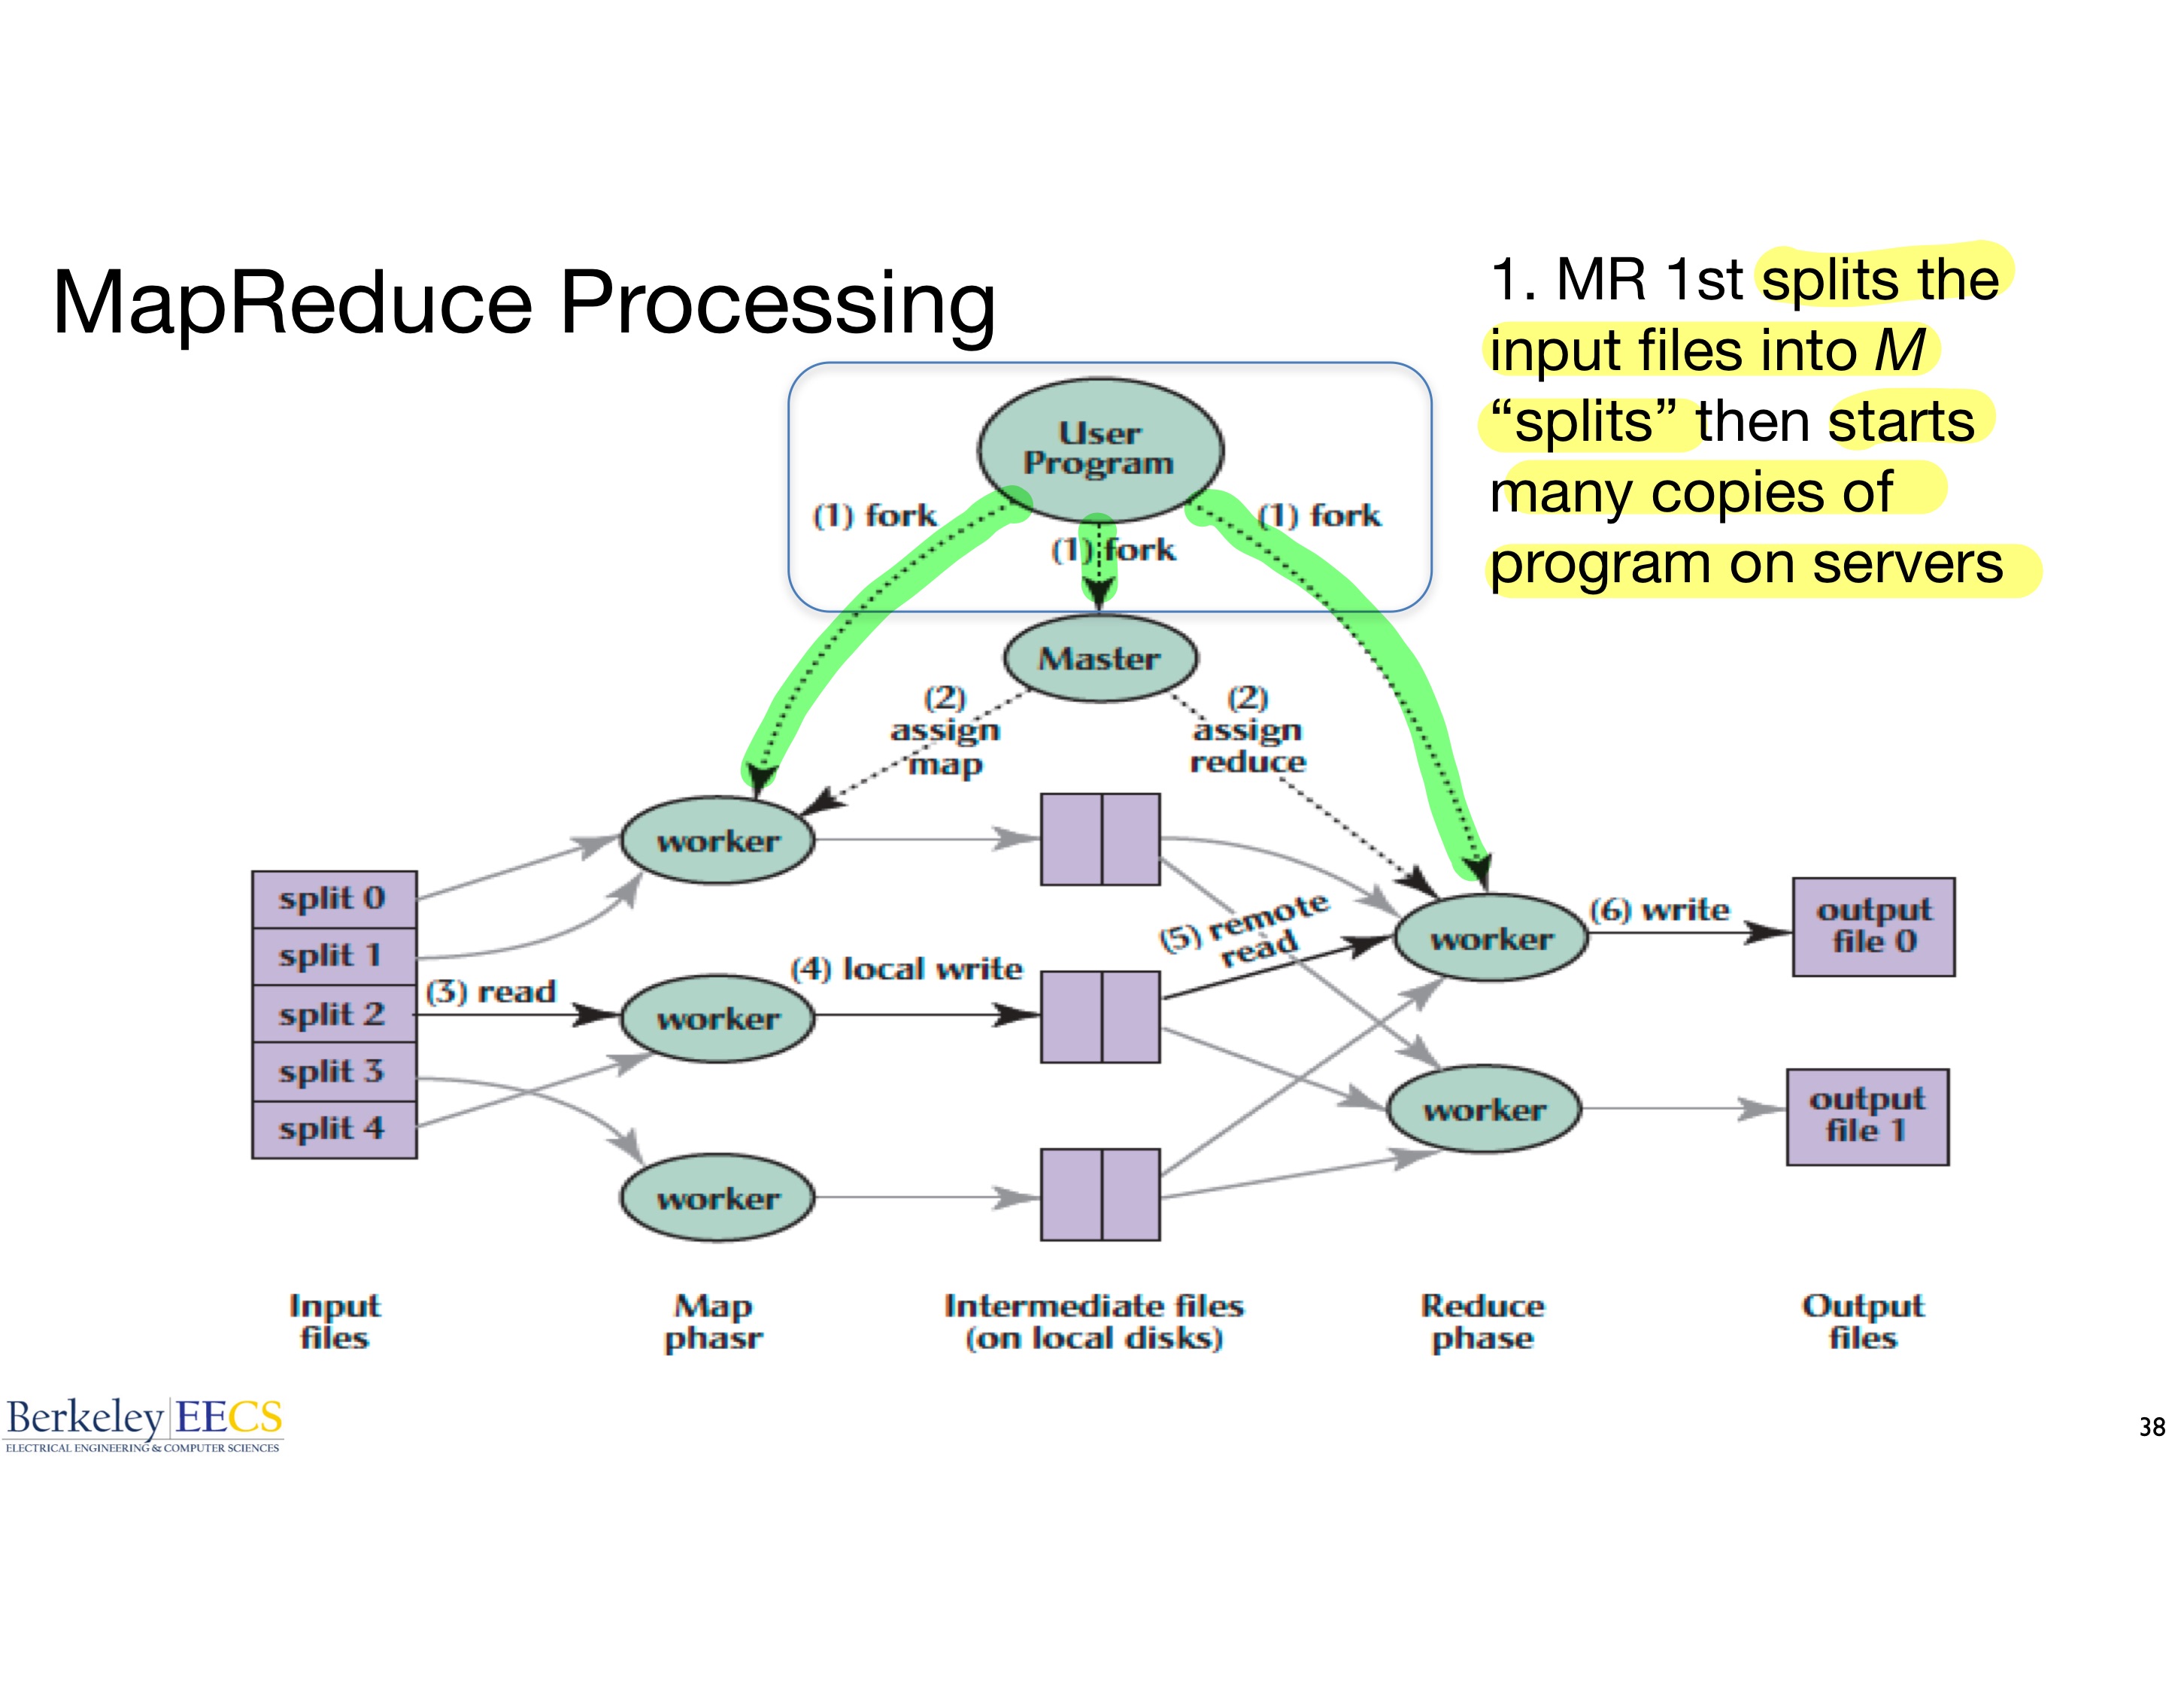 MapReduce Processing
1. MR 1st splits the
input files into M
“splits” then starts
many copies of
program on servers
User
Program
(1) fork
(1) fork
(1) fork
Master
(2)
assign
map
(2)
assign
reduce
worker
split 0
split 1
split 2
split 3
split 4
(3) read
worker
(4) local write
worker
(5) remote
read
worker
(6) write
output
file 0
worker
output
file 1
Input
files
Map
phasr
Intermediate files
(on local disks)
Reduce
phase
Output
files
Berkeley EECS
ELECTRICAL ENGINEERING & COMPUTER SCIENCES
38